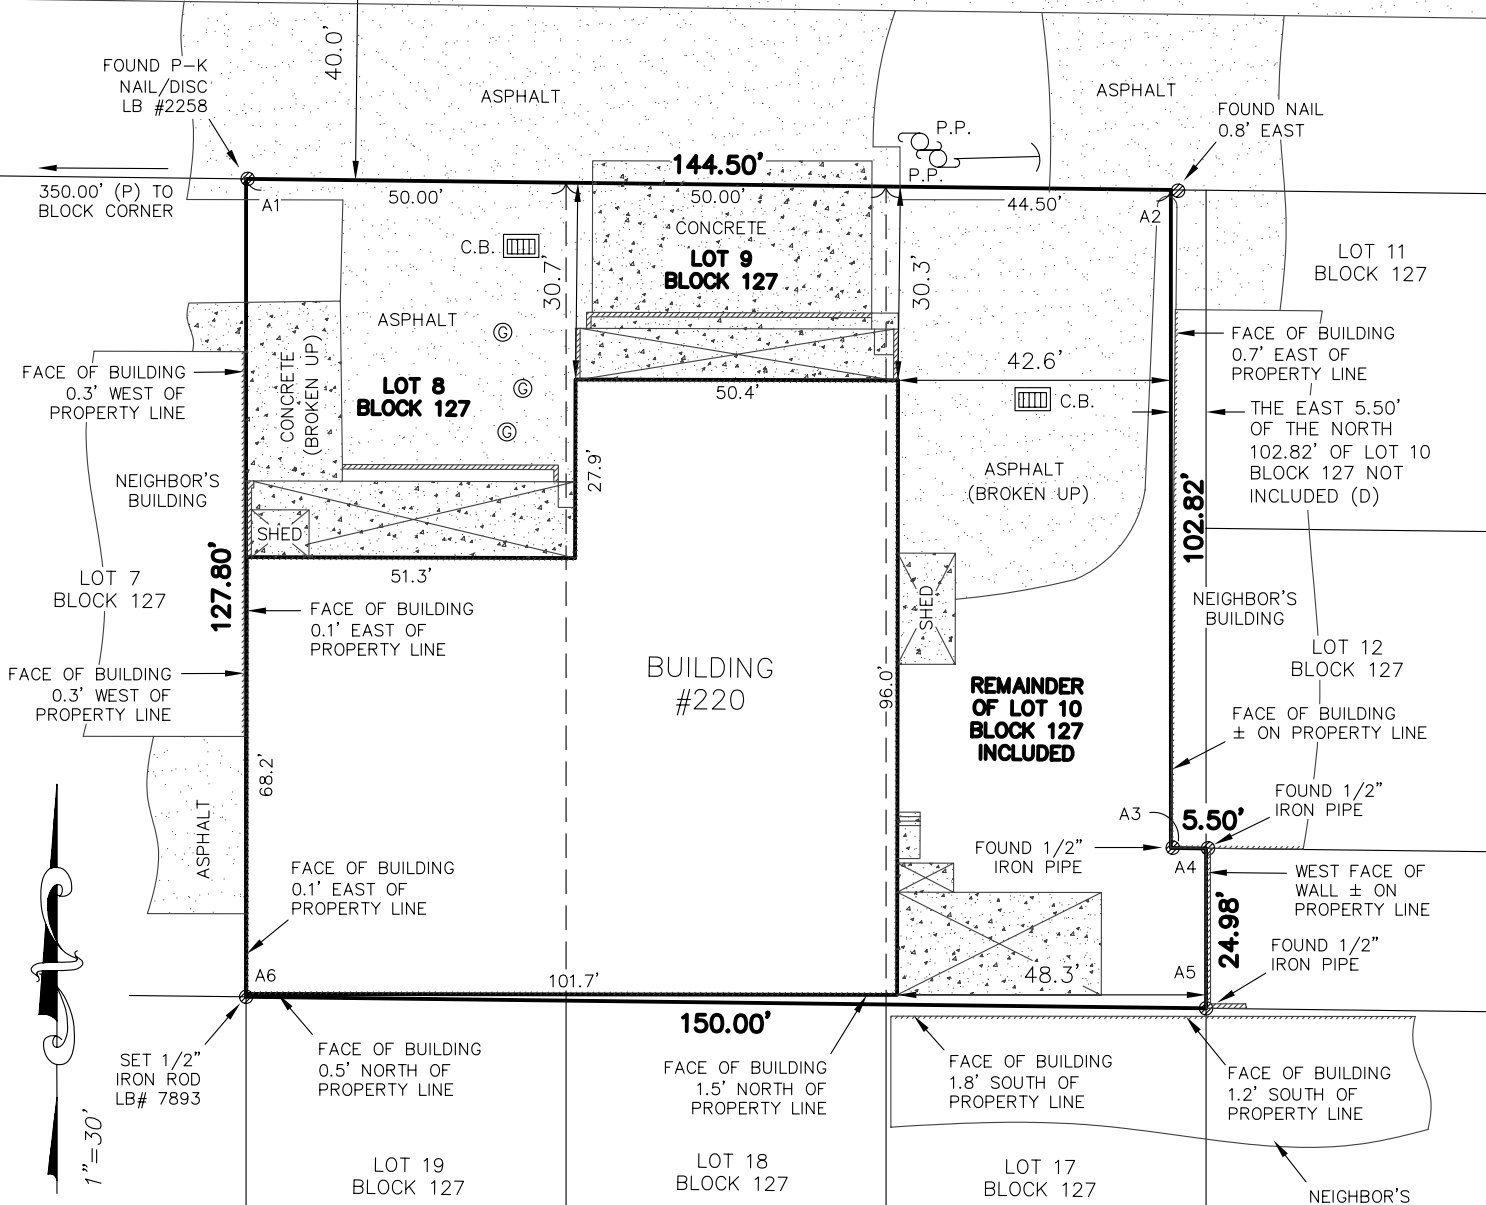 40.0'
FOUND P-K
NAIL/DISC
LB #2258
ASPHALT
ASPHALT
FOUND NAIL
0.8' EAST
P.P.
P.P.
144.50'
350.00' (P) TO
BLOCK CORNER
A1
50.00'
50.00'
44.50'
A2
C.B.
CONCRETE
LOT 9
BLOCK 127
30.7'
30.3'
LOT 11
BLOCK 127
ASPHALT
G
G
G
LOT 8
BLOCK 127
CONCRETE
(BROKEN UP)
FACE OF BUILDING
0.3' WEST OF
PROPERTY LINE
FACE OF BUILDING
0.7' EAST OF
PROPERTY LINE
42.6'
C.B.
50.4'
THE EAST 5.50'
OF THE NORTH
102.82' OF LOT 10
BLOCK 127 NOT
INCLUDED (D)
NEIGHBOR'S
BUILDING
27.9'
ASPHALT
(BROKEN UP)
102.82'
SHED
127.80'
51.3'
LOT 7
BLOCK 127
FACE OF BUILDING
0.1' EAST OF
PROPERTY LINE
SHED
NEIGHBOR'S
BUILDING
FACE OF BUILDING
0.3' WEST OF
PROPERTY LINE
BUILDING
#220
96.0'
REMAINDER
OF LOT 10
BLOCK 127
INCLUDED
LOT 12
BLOCK 127
FACE OF BUILDING
± ON PROPERTY LINE
68.2'
ASPHALT
A3
5.50'
FOUND 1/2"
IRON PIPE
FOUND 1/2"
IRON PIPE
A4
FACE OF BUILDING
0.1' EAST OF
PROPERTY LINE
WEST FACE OF
WALL ± ON
PROPERTY LINE
24.98'
FOUND 1/2"
IRON PIPE
A6
101.7'
48.3'
A5
150.00'
SET 1/2"
IRON ROD
LB# 7893
FACE OF BUILDING
0.5' NORTH OF
PROPERTY LINE
FACE OF BUILDING
1.5' NORTH OF
PROPERTY LINE
FACE OF BUILDING
1.8' SOUTH OF
PROPERTY LINE
FACE OF BUILDING
1.2' SOUTH OF
PROPERTY LINE
1"=30'
LOT 19
BLOCK 127
LOT 18
BLOCK 127
LOT 17
BLOCK 127
NEIGHBOR'S